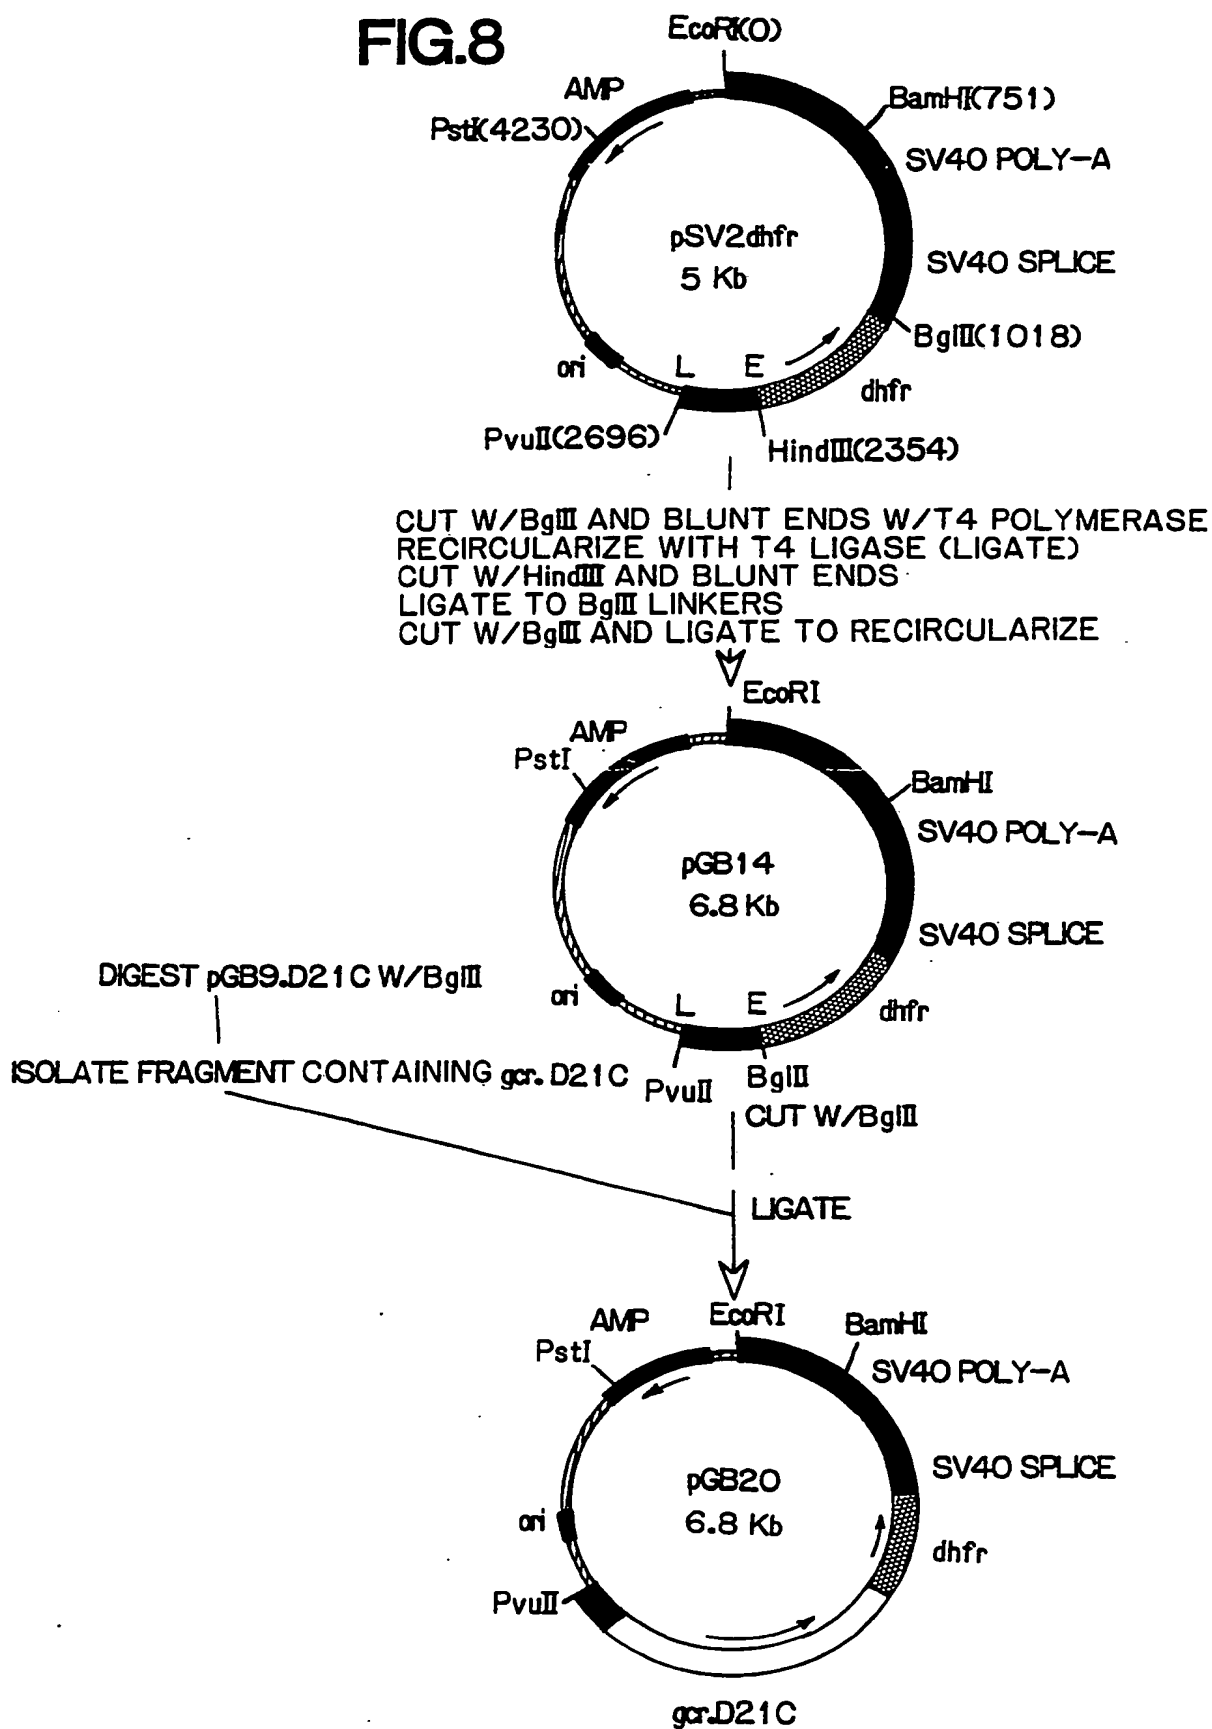 FIG.8
EcoRI(0)
AMP
BamHI(751)
PstI(4230)
SV40 POLY-A
pSV2dhfr
5 Kb
SV40 SPLICE
BglII(1018)
ori
L
E
dhfr
PvuII(2696)
HindIII(2354)
CUT W/BglII AND BLUNT ENDS W/T4 POLYMERASE
RECIRCULARIZE WITH T4 LIGASE (LIGATE)
CUT W/HindIII AND BLUNT ENDS
LIGATE TO BglII LINKERS
CUT W/BglII AND LIGATE TO RECIRCULARIZE
EcoRI
AMP
PstI
BamHI
SV40 POLY-A
pGB14
6.8 Kb
SV40 SPLICE
DIGEST pGB9.D21C W/BglII
ori
L
E
dhfr
ISOLATE FRAGMENT CONTAINING gcr.D21C
PvuII
BglII
CUT W/BglII
LIGATE
AMP
EcoRI
BamHI
PstI
SV40 POLY-A
SV40 SPLICE
pGB20
6.8 Kb
ori
dhfr
PvuII
gcr.D21C